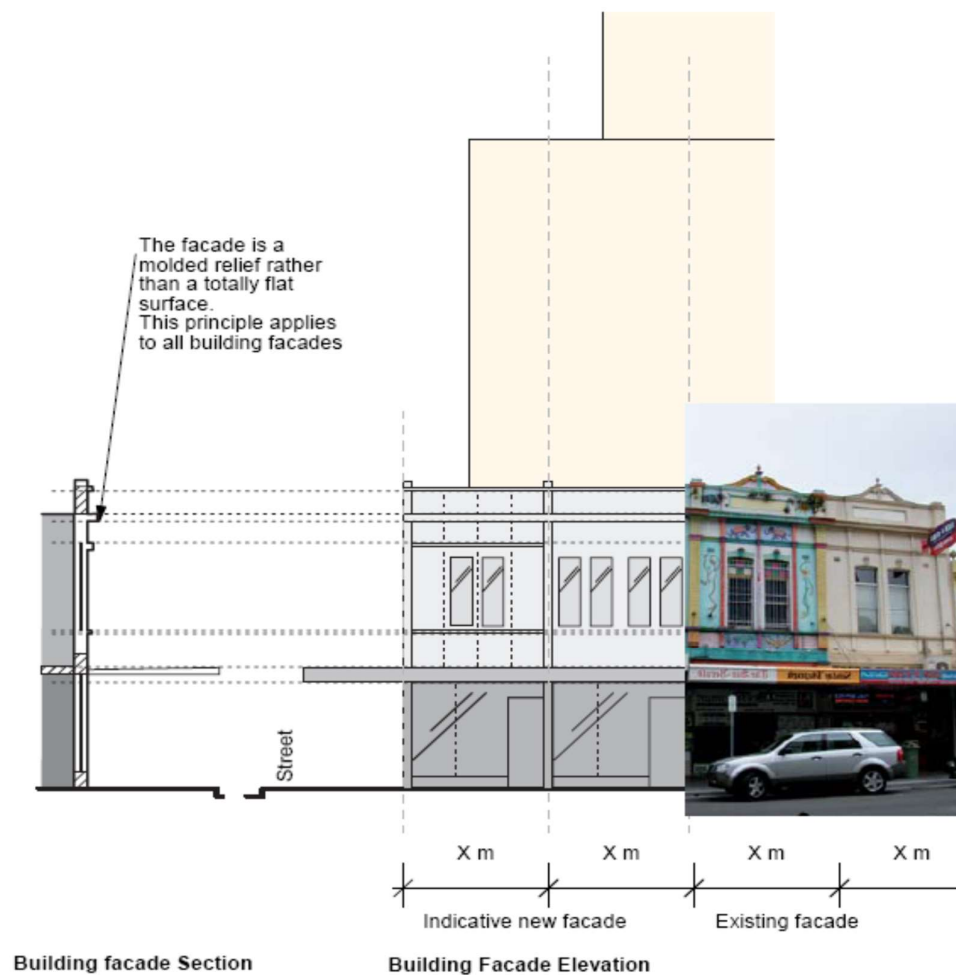 The facade is a
molded relief rather
than a totally flat
surface.
This principle applies
to all building facades
Street
X m
X m
X m
X m
Indicative new facade
Existing facade
Building facade Section
Building Facade Elevation